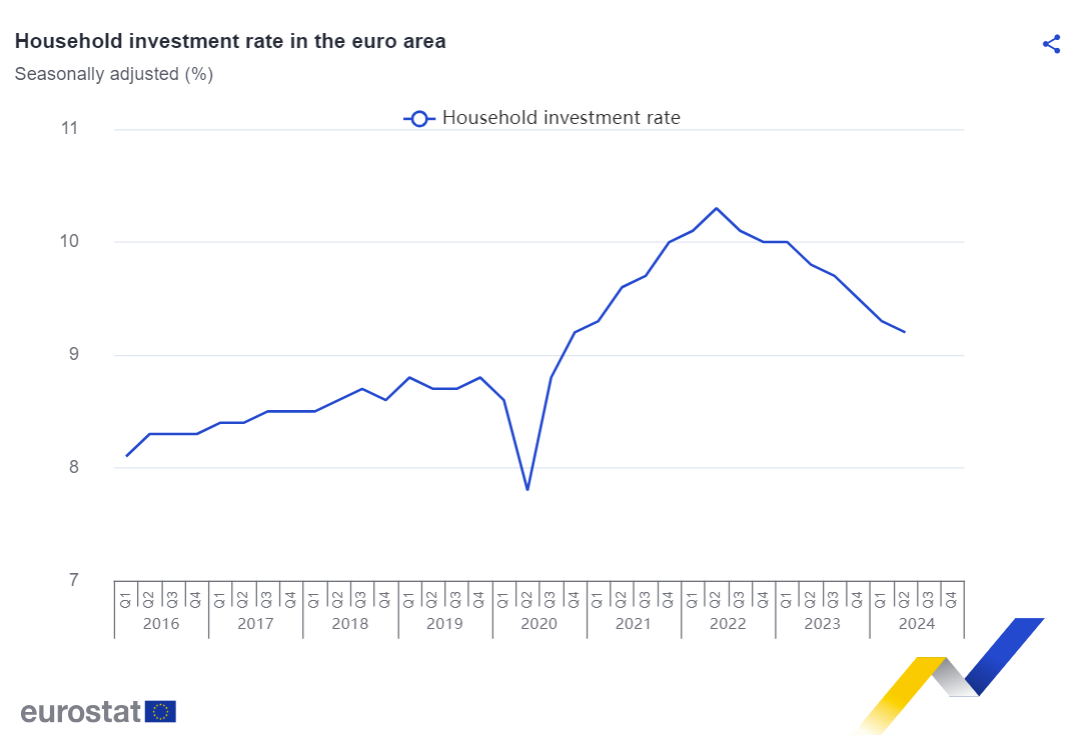 Household investment rate in the euro area
Seasonally adjusted (%)
Household investment rate
11
10
9
8
7
Q1 Q2 Q3 Q4 Q1 Q2 Q3 Q4 Q1 Q2 Q3 Q4 Q1 Q2 Q3 Q4 Q1 Q2 Q3 Q4 Q1 Q2 Q3 Q4 Q1 Q2 Q3 Q4 Q1 Q2 Q3 Q4 Q1 Q2 Q3 Q4
2016 2017 2018 2019 2020 2021 2022 2023 2024
eurostat